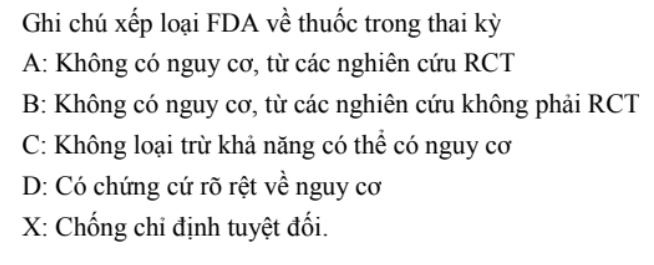 Ghi chú xếp loại FDA về thuốc trong thai kỳ
A: Không có nguy cơ, từ các nghiên cứu RCT
B: Không có nguy cơ, từ các nghiên cứu không phải RCT
C: Không loại trừ khả năng có thể có nguy cơ
D: Có chứng cứ rõ rệt về nguy cơ
X: Chống chỉ định tuyệt đối.